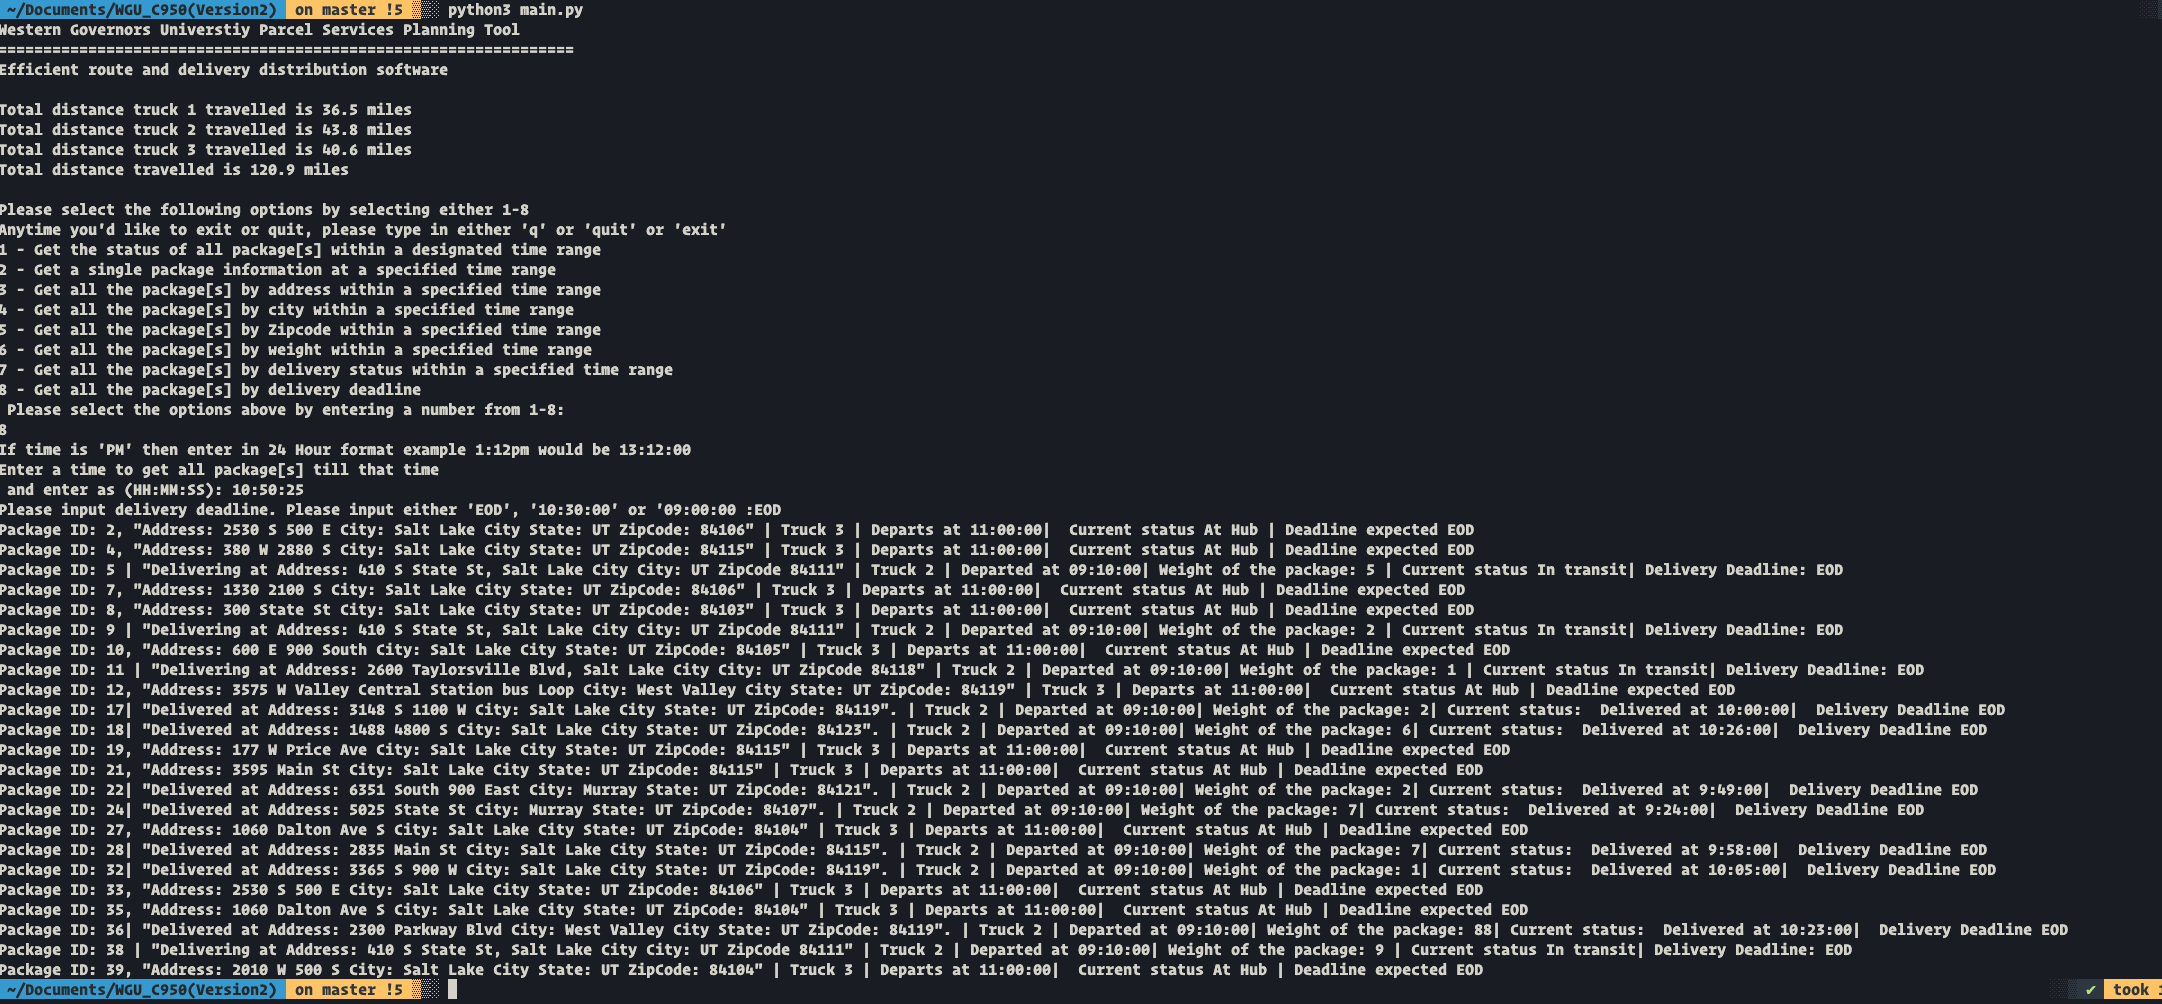 ~/Documents/WGU_C950(Version2) on master !5 python3 main.py
Western Governors Universtiy Parcel Services Planning Tool
================================================================
Efficient route and delivery distribution software
Total distance truck 1 travelled is 36.5 miles
Total distance truck 2 travelled is 43.8 miles
Total distance truck 3 travelled is 40.6 miles
Total distance travelled is 120.9 miles
Please select the following options by selecting either 1-8
Anytime you'd like to exit or quit, please type in either 'q' or 'quit' or 'exit'
1 - Get the status of all package[s] within a designated time range
2 - Get a single package information at a specified time range
3 - Get all the package[s] by address within a specified time range
4 - Get all the package[s] by city within a specified time range
5 - Get all the package[s] by Zipcode within a specified time range
6 - Get all the package[s] by weight within a specified time range
7 - Get all the package[s] by delivery status within a specified time range
8 - Get all the package[s] by delivery deadline
Please select the options above by entering a number from 1-8:
8
If time is 'PM' then enter in 24 Hour format example 1:12pm would be 13:12:00
Enter a time to get all package[s] till that time
and enter as (HH:MM:SS): 10:50:25
Please input delivery deadline. Please input either 'EOD', '10:30:00' or '09:00:00 :EOD
Package ID: 2, "Address: 2530 S 500 E City: Salt Lake City State: UT ZipCode: 84106" | Truck 3 | Departs at 11:00:00|  Current status At Hub | Deadline expected EOD
Package ID: 4, "Address: 380 W 2880 S City: Salt Lake City State: UT ZipCode: 84115" | Truck 3 | Departs at 11:00:00|  Current status At Hub | Deadline expected EOD
Package ID: 5 | "Delivering at Address: 410 S State St, Salt Lake City City: UT ZipCode 84111" | Truck 2 | Departed at 09:10:00| Weight of the package: 5 | Current status In transit| Delivery Deadline: EOD
Package ID: 7, "Address: 1330 2100 S City: Salt Lake City State: UT ZipCode: 84106" | Truck 3 | Departs at 11:00:00|  Current status At Hub | Deadline expected EOD
Package ID: 8, "Address: 300 State St City: Salt Lake City State: UT ZipCode: 84103" | Truck 3 | Departs at 11:00:00|  Current status At Hub | Deadline expected EOD
Package ID: 9 | "Delivering at Address: 410 S State St, Salt Lake City City: UT ZipCode 84111" | Truck 2 | Departed at 09:10:00| Weight of the package: 2 | Current status In transit| Delivery Deadline: EOD
Package ID: 10, "Address: 600 E 900 South City: Salt Lake City State: UT ZipCode: 84105" | Truck 3 | Departs at 11:00:00|  Current status At Hub | Deadline expected EOD
Package ID: 11 | "Delivering at Address: 2600 Taylorsville Blvd, Salt Lake City City: UT ZipCode 84118" | Truck 2 | Departed at 09:10:00| Weight of the package: 1 | Current status In transit| Delivery Deadline: EOD
Package ID: 12, "Address: 3575 W Valley Central Station bus Loop City: West Valley City State: UT ZipCode: 84119" | Truck 3 | Departs at 11:00:00|  Current status At Hub | Deadline expected EOD
Package ID: 17| "Delivered at Address: 3148 S 1100 W City: Salt Lake City State: UT ZipCode: 84119". | Truck 2 | Departed at 09:10:00| Weight of the package: 2| Current status:  Delivered at 10:00:00|  Delivery Deadline EOD
Package ID: 18| "Delivered at Address: 1488 4800 S City: Salt Lake City State: UT ZipCode: 84123". | Truck 2 | Departed at 09:10:00| Weight of the package: 6| Current status:  Delivered at 10:26:00|  Delivery Deadline EOD
Package ID: 19, "Address: 177 W Price Ave City: Salt Lake City State: UT ZipCode: 84115" | Truck 3 | Departs at 11:00:00|  Current status At Hub | Deadline expected EOD
Package ID: 21, "Address: 3595 Main St City: Salt Lake City State: UT ZipCode: 84115" | Truck 3 | Departs at 11:00:00|  Current status At Hub | Deadline expected EOD
Package ID: 22| "Delivered at Address: 6351 South 900 East City: Murray State: UT ZipCode: 84121". | Truck 2 | Departed at 09:10:00| Weight of the package: 2| Current status:  Delivered at 9:49:00|  Delivery Deadline EOD
Package ID: 24| "Delivered at Address: 5025 State St City: Murray State: UT ZipCode: 84107". | Truck 2 | Departed at 09:10:00| Weight of the package: 7| Current status:  Delivered at 9:24:00|  Delivery Deadline EOD
Package ID: 27, "Address: 1060 Dalton Ave S City: Salt Lake City State: UT ZipCode: 84104" | Truck 3 | Departs at 11:00:00|  Current status At Hub | Deadline expected EOD
Package ID: 28| "Delivered at Address: 2835 Main St City: Salt Lake City State: UT ZipCode: 84115". | Truck 2 | Departed at 09:10:00| Weight of the package: 7| Current status:  Delivered at 9:58:00|  Delivery Deadline EOD
Package ID: 32| "Delivered at Address: 3365 S 900 W City: Salt Lake City State: UT ZipCode: 84119". | Truck 2 | Departed at 09:10:00| Weight of the package: 1| Current status:  Delivered at 10:05:00|  Delivery Deadline EOD
Package ID: 33, "Address: 2530 S 500 E City: Salt Lake City State: UT ZipCode: 84106" | Truck 3 | Departs at 11:00:00|  Current status At Hub | Deadline expected EOD
Package ID: 35, "Address: 1060 Dalton Ave S City: Salt Lake City State: UT ZipCode: 84104" | Truck 3 | Departs at 11:00:00|  Current status At Hub | Deadline expected EOD
Package ID: 36| "Delivered at Address: 2300 Parkway Blvd City: West Valley City State: UT ZipCode: 84119". | Truck 2 | Departed at 09:10:00| Weight of the package: 88| Current status:  Delivered at 10:23:00|  Delivery Deadline EOD
Package ID: 38 | "Delivering at Address: 410 S State St, Salt Lake City City: UT ZipCode 84111" | Truck 2 | Departed at 09:10:00| Weight of the package: 9 | Current status In transit| Delivery Deadline: EOD
Package ID: 39, "Address: 2010 W 500 S City: Salt Lake City State: UT ZipCode: 84104" | Truck 3 | Departs at 11:00:00|  Current status At Hub | Deadline expected EOD
~/Documents/WGU_C950(Version2) on master !5 ✔ took